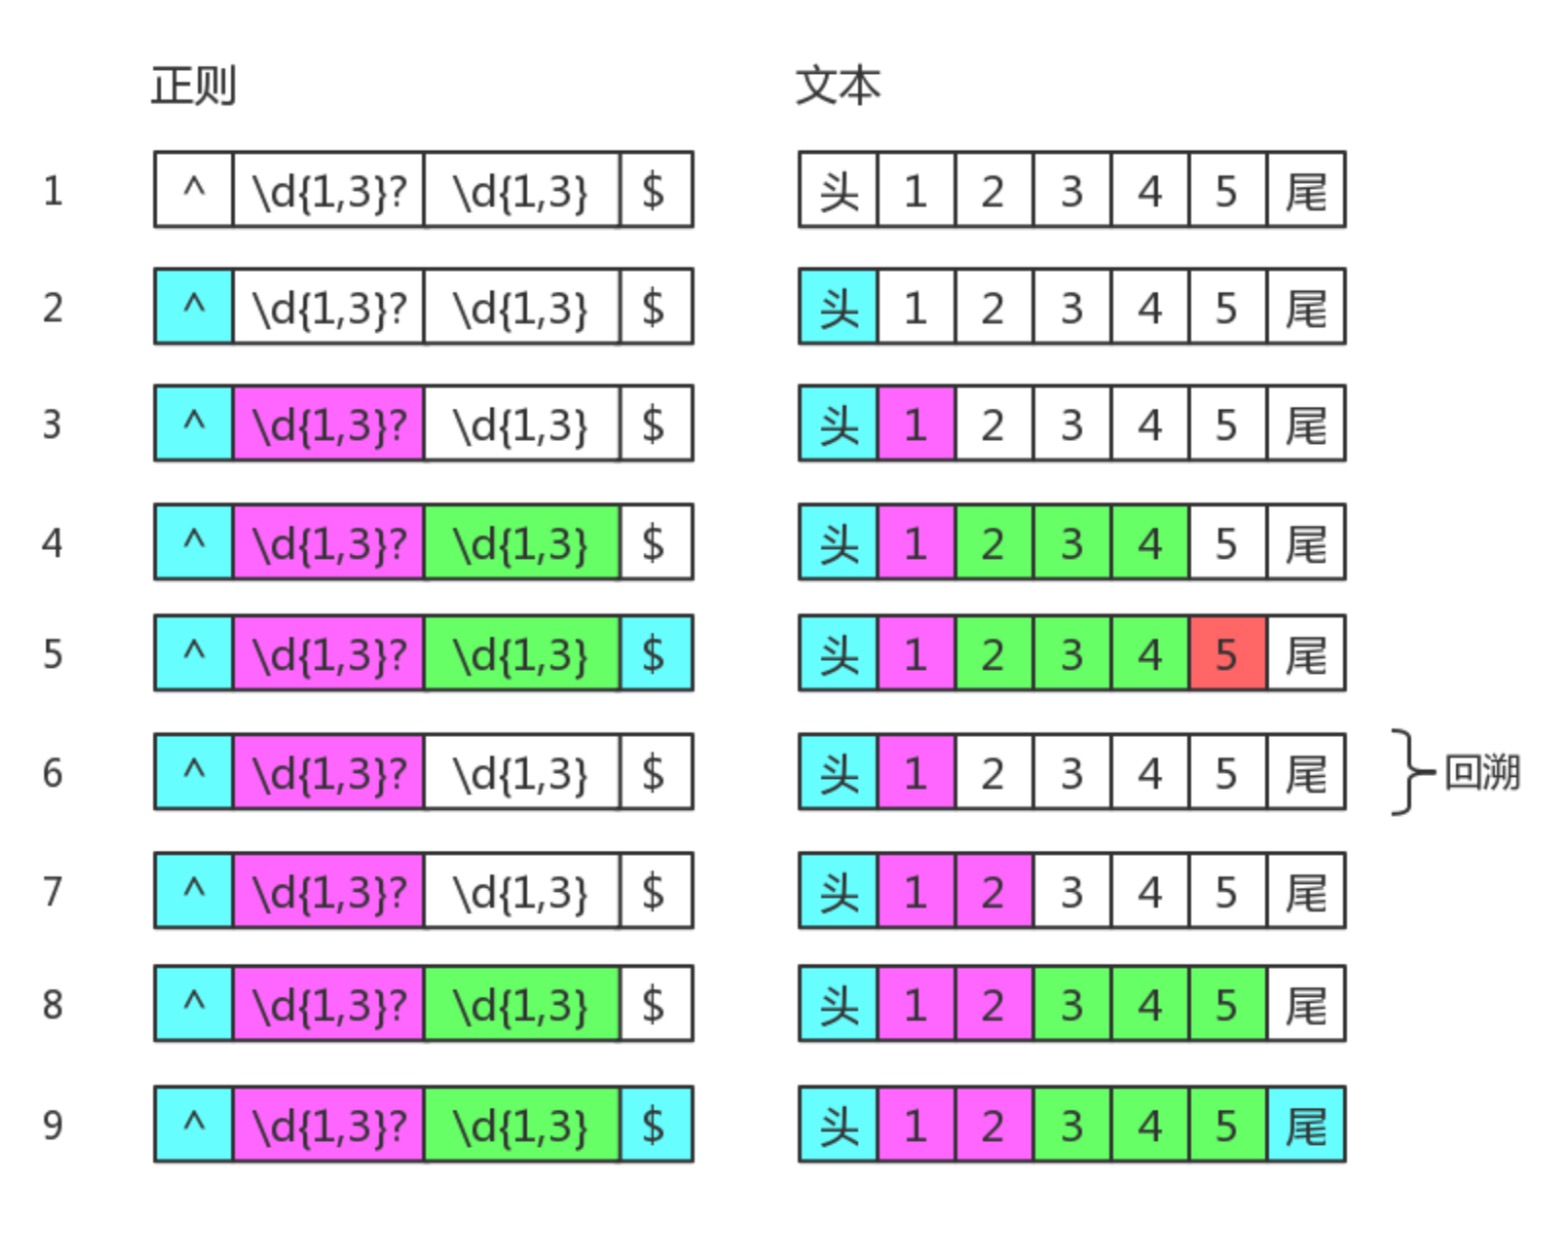 正则 文本
1 ^ \d{1,3}? \d{1,3} $ 头 1 2 3 4 5 尾
2 ^ \d{1,3}? \d{1,3} $ 头 1 2 3 4 5 尾
3 ^ \d{1,3}? \d{1,3} $ 头 1 2 3 4 5 尾
4 ^ \d{1,3}? \d{1,3} $ 头 1 2 3 4 5 尾
5 ^ \d{1,3}? \d{1,3} $ 头 1 2 3 4 5 尾
6 ^ \d{1,3}? \d{1,3} $ 头 1 2 3 4 5 尾 回溯
7 ^ \d{1,3}? \d{1,3} $ 头 1 2 3 4 5 尾
8 ^ \d{1,3}? \d{1,3} $ 头 1 2 3 4 5 尾
9 ^ \d{1,3}? \d{1,3} $ 头 1 2 3 4 5 尾